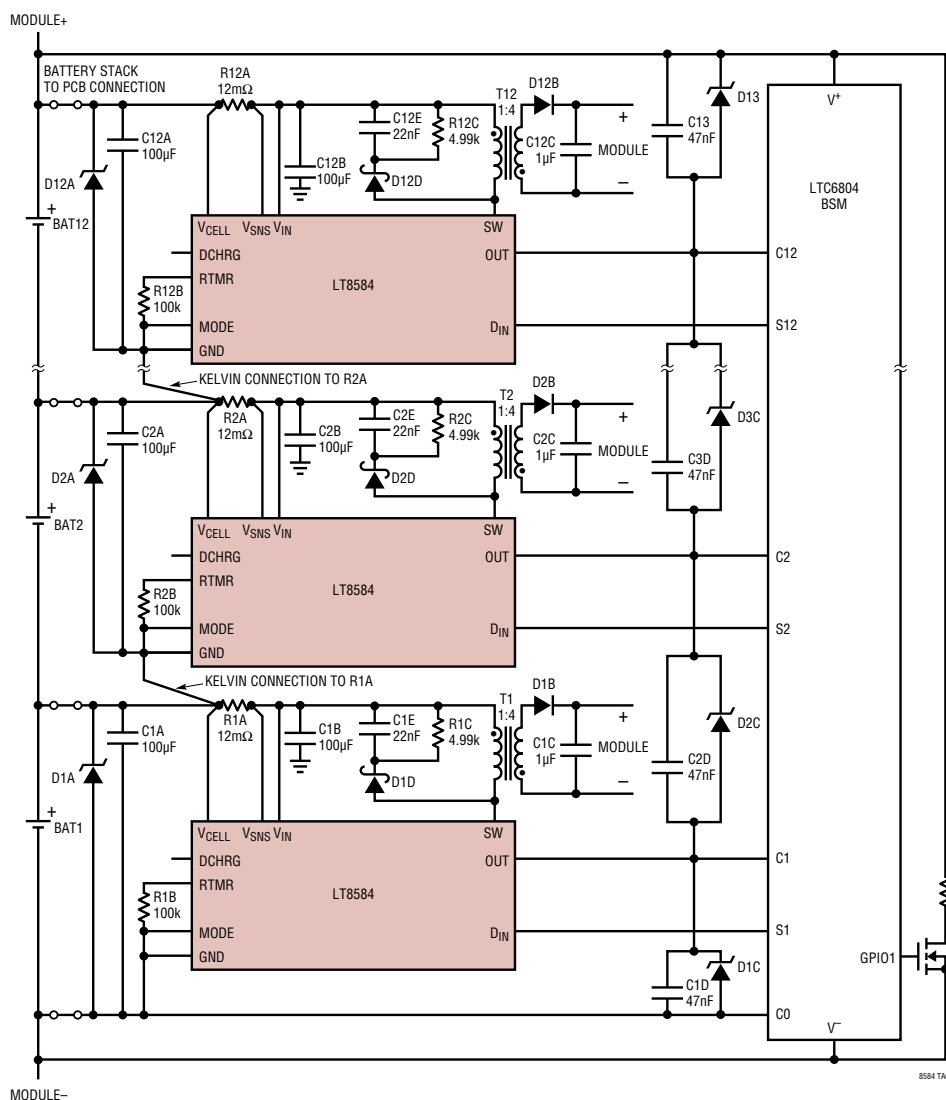 MODULE+
BATTERY STACK
TO PCB CONNECTION
R12A
12mΩ
C12A
100µF
D12A
+
BAT12
C12B
100µF
C12E
22nF
R12C
4.99k
D12D
T12
1:4
D12B
C12C
1µF
+
MODULE
–
C13
47nF
D13
V+
LTC6804
BSM
VCELL
VSNS
VIN
SW
DCHRG
OUT
C12
RTMR
LT8584
R12B
100k
MODE
DIN
S12
GND
KELVIN CONNECTION TO R2A
R2A
12mΩ
C2A
100µF
D2A
+
BAT2
C2B
100µF
C2E
22nF
R2C
4.99k
D2D
T2
1:4
D2B
C2C
1µF
+
MODULE
–
C3D
47nF
D3C
VCELL
VSNS
VIN
SW
DCHRG
OUT
C2
RTMR
LT8584
R2B
100k
MODE
DIN
S2
GND
KELVIN CONNECTION TO R1A
R1A
12mΩ
C1A
100µF
D1A
+
BAT1
C1B
100µF
C1E
22nF
R1C
4.99k
D1D
T1
1:4
D1B
C1C
1µF
+
MODULE
–
C2D
47nF
D2C
VCELL
VSNS
VIN
SW
DCHRG
OUT
C1
RTMR
LT8584
R1B
100k
MODE
DIN
S1
GND
GPIO1
C1D
47nF
D1C
C0
V–
8584
MODULE–